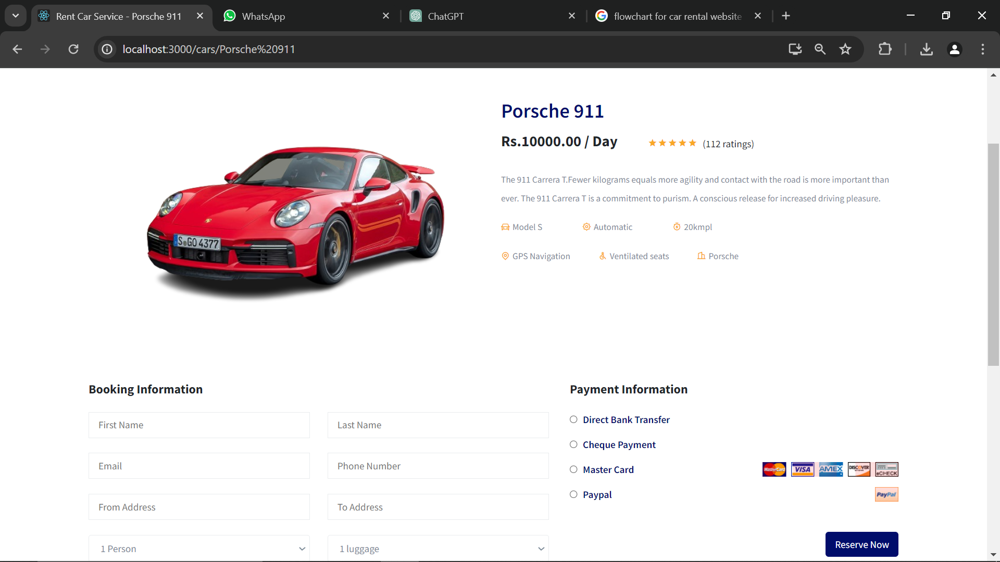 Rent Car Service - Porsche 911
WhatsApp
ChatGPT
flowchart for car rental website
localhost:3000/cars/Porsche%20911
Porsche 911
Rs.10000.00 / Day
(112 ratings)
The 911 Carrera T.Fewer kilograms equals more agility and contact with the road is more important than
ever. The 911 Carrera T is a commitment to purism. A conscious release for increased driving pleasure.
Model S
Automatic
20kmpl
GPS Navigation
Ventilated seats
Porsche
S GO 4377
Booking Information
First Name
Last Name
Email
Phone Number
From Address
To Address
1 Person
1 luggage
Payment Information
Direct Bank Transfer
Cheque Payment
Master Card
MasterCard
VISA
AMEX
DISCOVER
eCHECK
Paypal
PayPal
Reserve Now